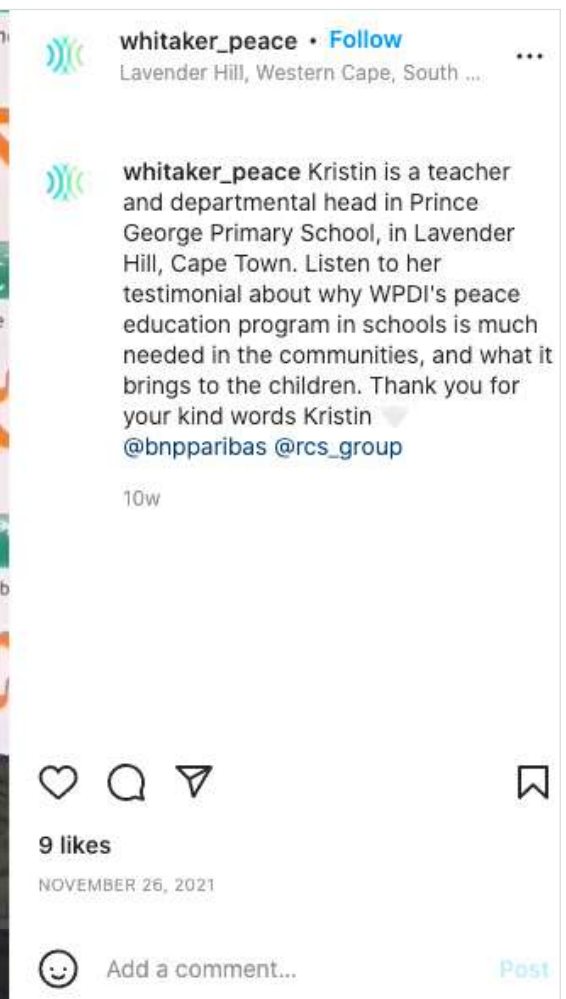 whitaker_peace • Follow
Lavender Hill, Western Cape, South ...
whitaker_peace Kristin is a teacher
and departmental head in Prince
George Primary School, in Lavender
Hill, Cape Town. Listen to her
testimonial about why WPDI's peace
education program in schools is much
needed in the communities, and what it
brings to the children. Thank you for
your kind words Kristin 🤍
@bnpparibas @rcs_group
10w
9 likes
NOVEMBER 26, 2021
Add a comment...
Post